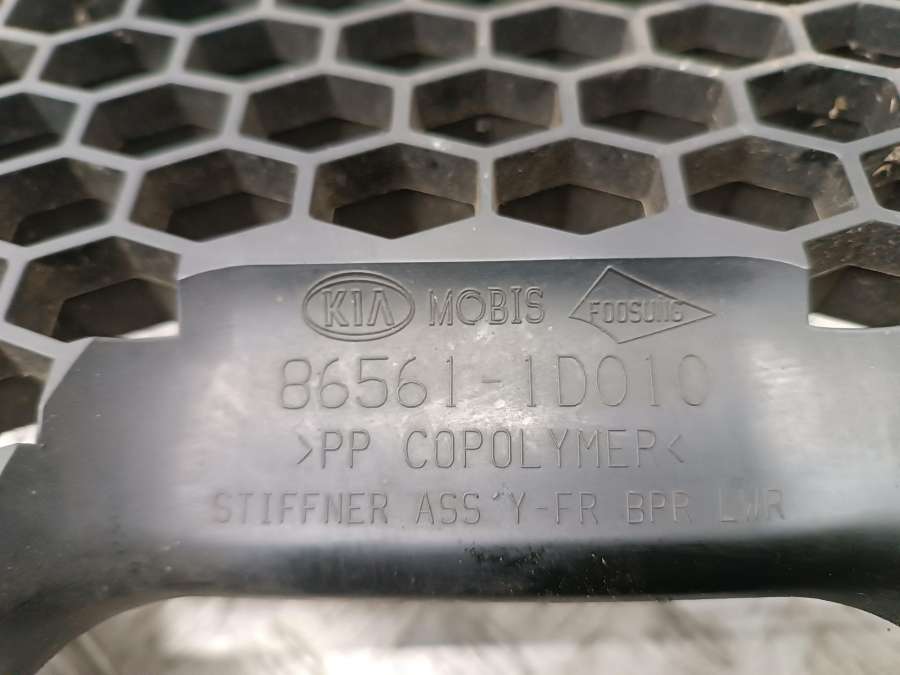 KIA MOBIS FOOSUNG
86561-1D010
>PP COPOLYMER<
STIFFNER ASS'Y-FR BPR LWR